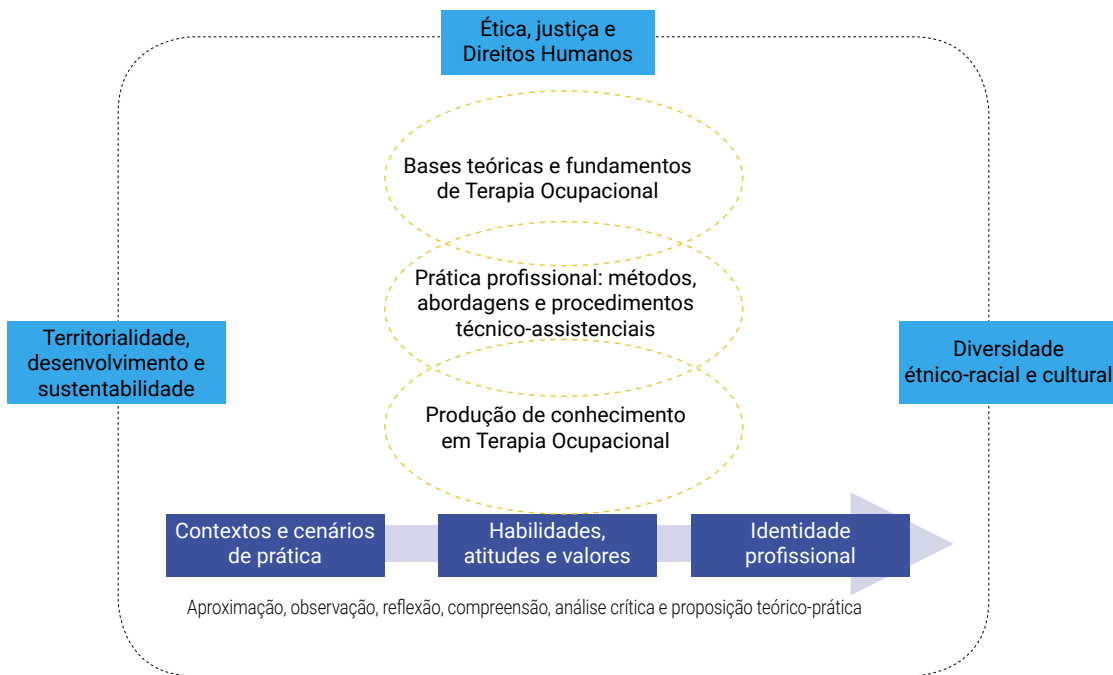 Ética, justiça e
Direitos Humanos
Bases teóricas e fundamentos
de Terapia Ocupacional
Prática profissional: métodos,
abordagens e procedimentos
técnico-assistenciais
Territorialidade,
desenvolvimento e
sustentabilidade
Diversidade
étnico-racial e cultural
Produção de conhecimento
em Terapia Ocupacional
Contextos e cenários
de prática
Habilidades,
atitudes e valores
Identidade
profissional
Aproximação, observação, reflexão, compreensão, análise crítica e proposição teórico-prática